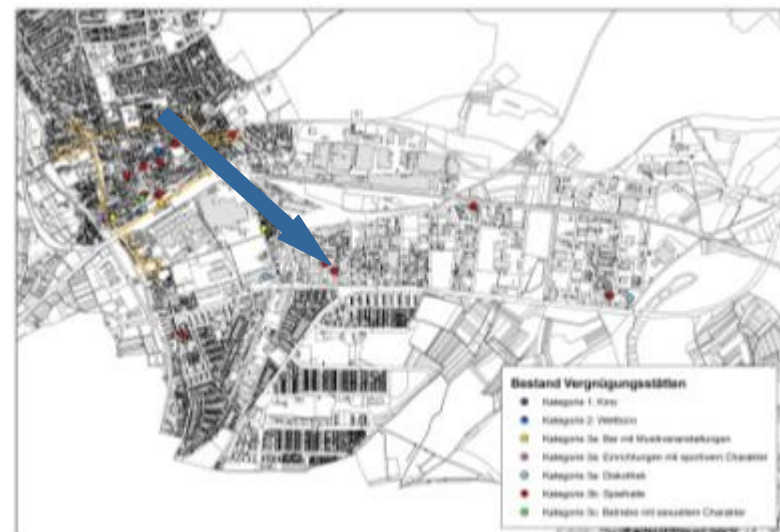 Bestand Vergnügungsstätten
Kategorie 1: Kino
Kategorie 2: Wettbüro
Kategorie 3a: Bar mit Musikveranstaltungen
Kategorie 3a: Einrichtungen mit sportivem Charakter
Kategorie 3a: Diskothek
Kategorie 3b: Spielhalle
Kategorie 3c: Betriebe mit sexuellem Charakter